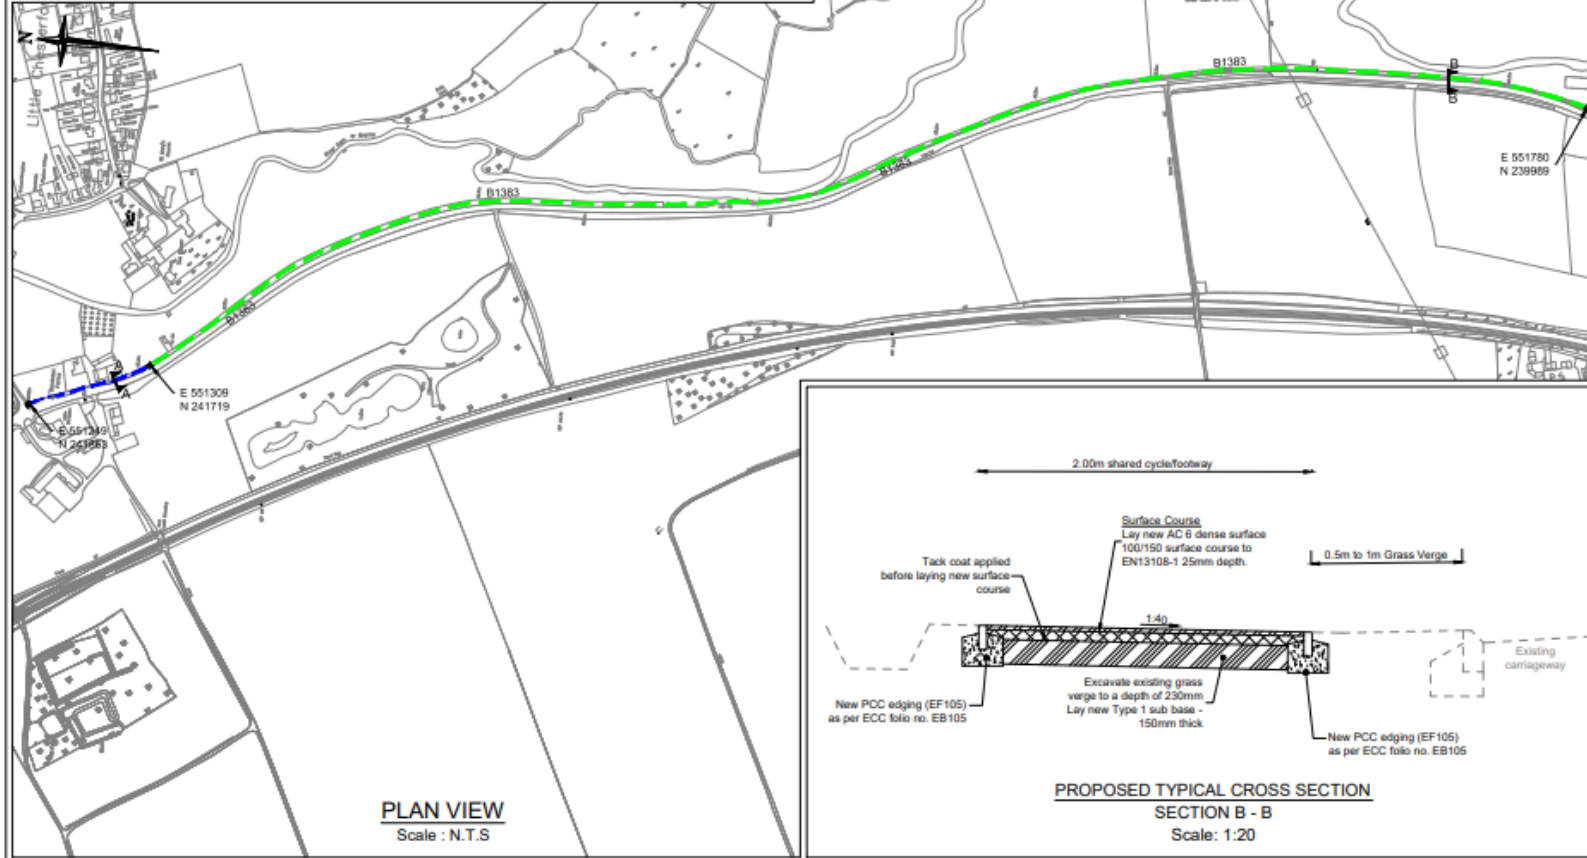 N
Little Chesterfo
B1383
B
B
E 551780
N 239989
B1383
B1383
B1383
A
A
E 551309
N 241719
E 551249
N 241863
2.00m shared cycle/footway
Surface Course
Lay new AC 6 dense surface
100/150 surface course to
EN13108-1 25mm depth.
0.5m to 1m Grass Verge
Tack coat applied
before laying new surface
course
1:40
Existing
carriageway
Excavate existing grass
verge to a depth of 230mm
Lay new Type 1 sub base -
150mm thick
New PCC edging (EF105)
as per ECC folio no. EB105
New PCC edging (EF105)
as per ECC folio no. EB105
PLAN VIEW
Scale : N.T.S
PROPOSED TYPICAL CROSS SECTION
SECTION B - B
Scale: 1:20